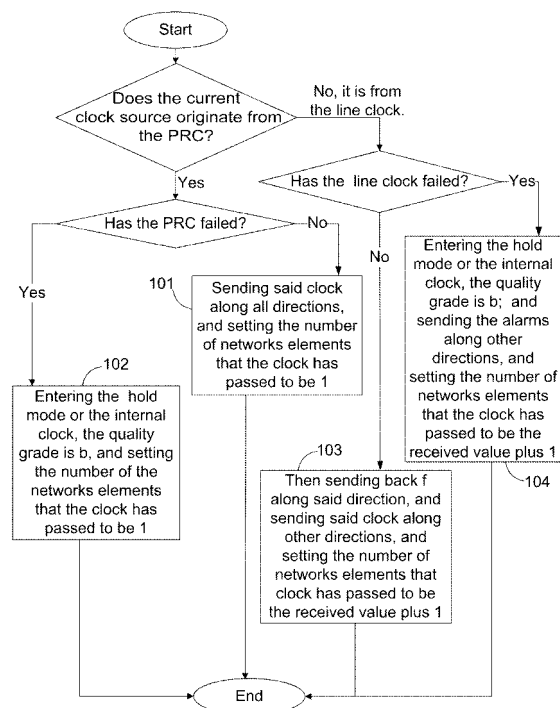 Start
Does the current
clock source originate from
the PRC?
No, it is from
the line clock.
Yes
Has the line clock failed?
Yes
Has the PRC failed?
No
No
Yes
101
Sending said clock
along all directions,
and setting the number
of networks elements
that the clock has
passed to be 1
Entering the hold
mode or the internal
clock, the quality
grade is b; and
sending the alarms
along other
directions, and
setting the number of
networks elements
that the clock has
passed to be the
received value plus 1
104
102
Entering the hold
mode or the internal
clock, the quality
grade is b, and setting
the number of the
networks elements
that the clock has
passed to be 1
103
Then sending back f
along said direction, and
sending said clock along
other directions, and
setting the number of
networks elements that
clock has passed to be
the received value plus 1
End